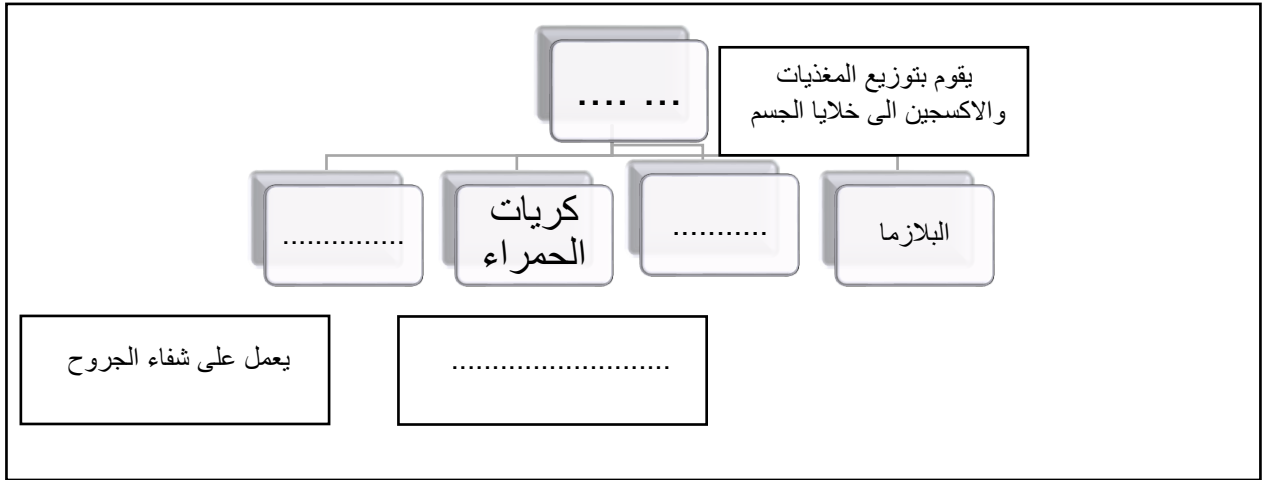 ... ....
يقوم بتوزيع المغذيات
والاكسجين الى خلايا الجسم
البلازما
...........
كريات
الحمراء
...............
...........................
يعمل على شفاء الجروح